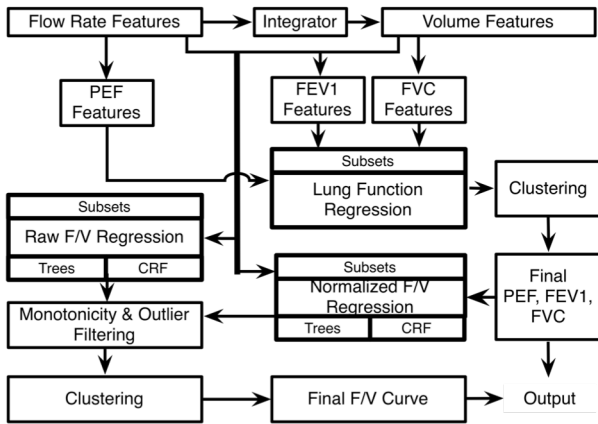 Flow Rate Features
Integrator
Volume Features
PEF
Features
FEV1
Features
FVC
Features
Subsets
Lung Function
Regression
Clustering
Subsets
Raw F/V Regression
Trees
CRF
Subsets
Normalized F/V
Regression
Trees
CRF
Final
PEF, FEV1,
FVC
Monotonicity & Outlier
Filtering
Clustering
Final F/V Curve
Output